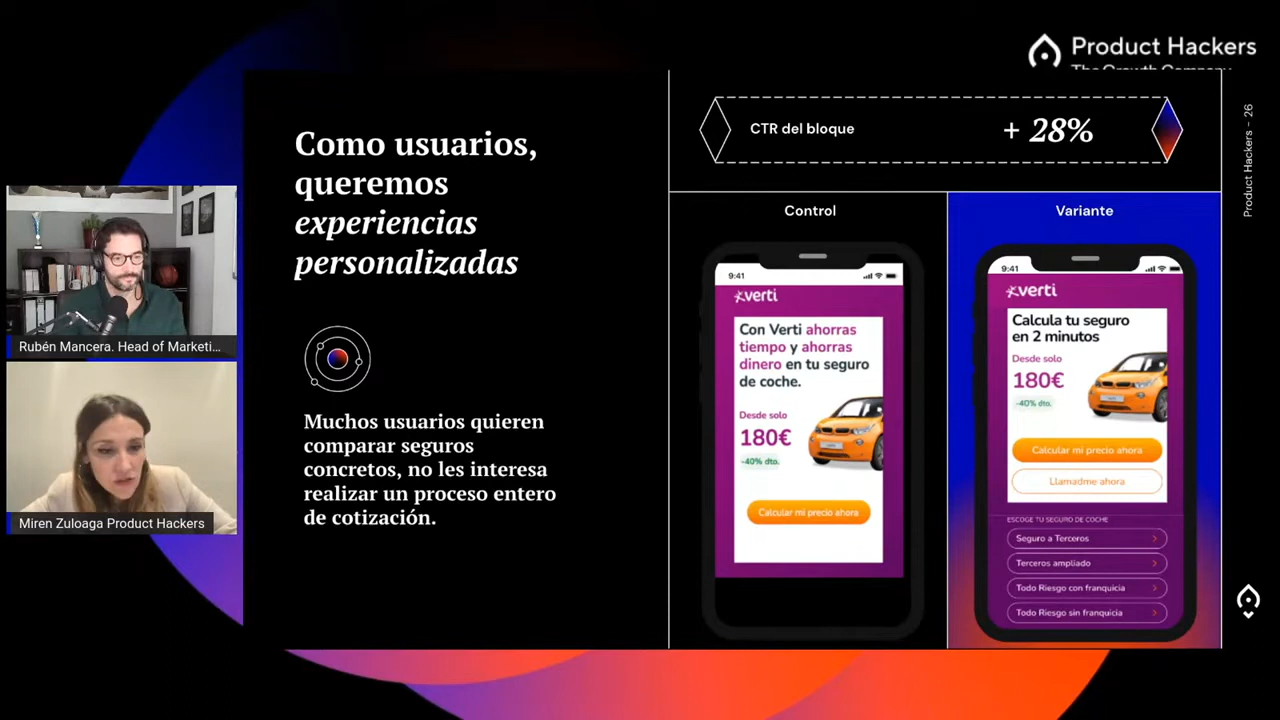 Product Hackers
The Growth Company
Como usuarios,
queremos
experiencias
personalizadas
Muchos usuarios quieren
comparar seguros
concretos, no les interesa
realizar un proceso entero
de cotización.
CTR del bloque
+ 28%
Control
9:41
verti
Con Verti ahorras
tiempo y ahorras
dinero en tu seguro
de coche.
Desde solo
180€
-40% dto.
Calcular mi precio ahora
Variante
9:41
verti
Calcula tu seguro
en 2 minutos
Desde solo
180€
-40% dto.
Calcular mi precio ahora
Llamadme ahora
ESCOGE TU SEGURO DE COCHE
Seguro a Terceros
Terceros ampliado
Todo Riesgo con franquicia
Todo Riesgo sin franquicia
Product Hackers - 26
Rubén Mancera. Head of Marketi...
Miren Zuloaga Product Hackers